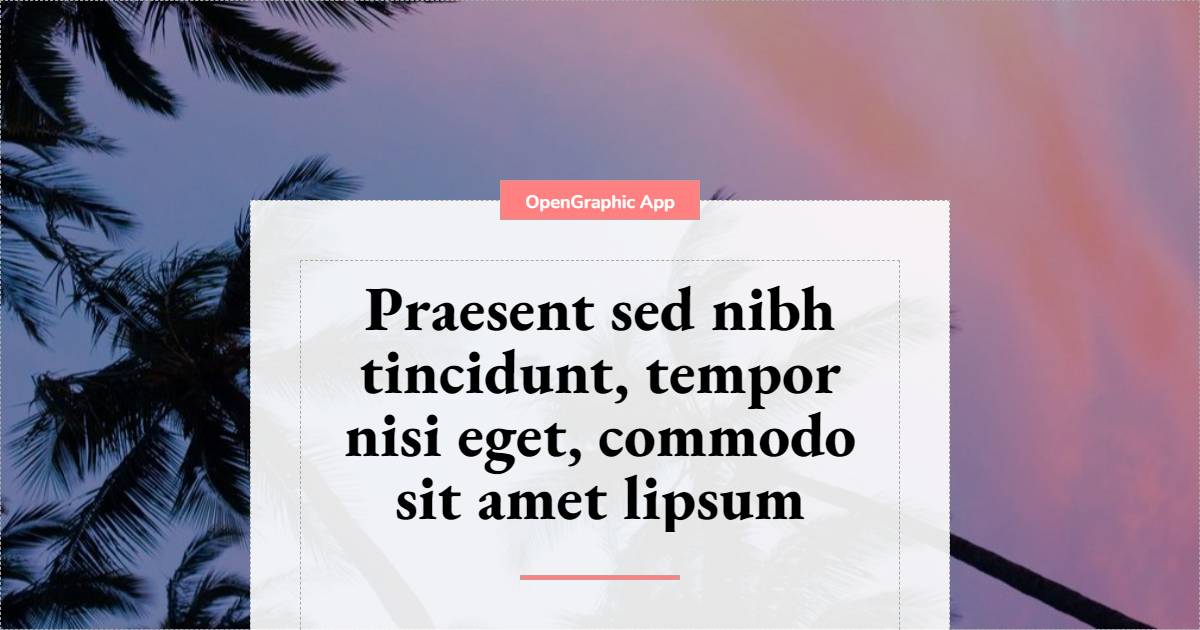 OpenGraphic App
Praesent sed nibh
tincidunt, tempor
nisi eget, commodo
sit amet lipsum